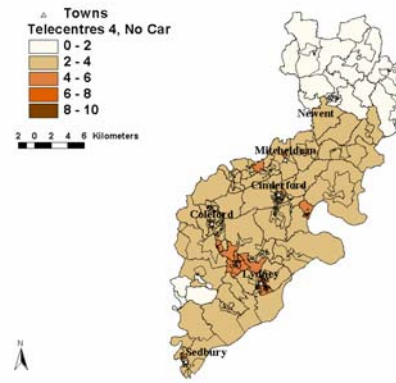 Towns
Telecentres 4, No Car
0 - 2
2 - 4
4 - 6
6 - 8
8 - 10
2 0 2 4 6 Kilometers
Newent
Mitcheldean
Cinderford
Coleford
Lydney
Sedbury
N